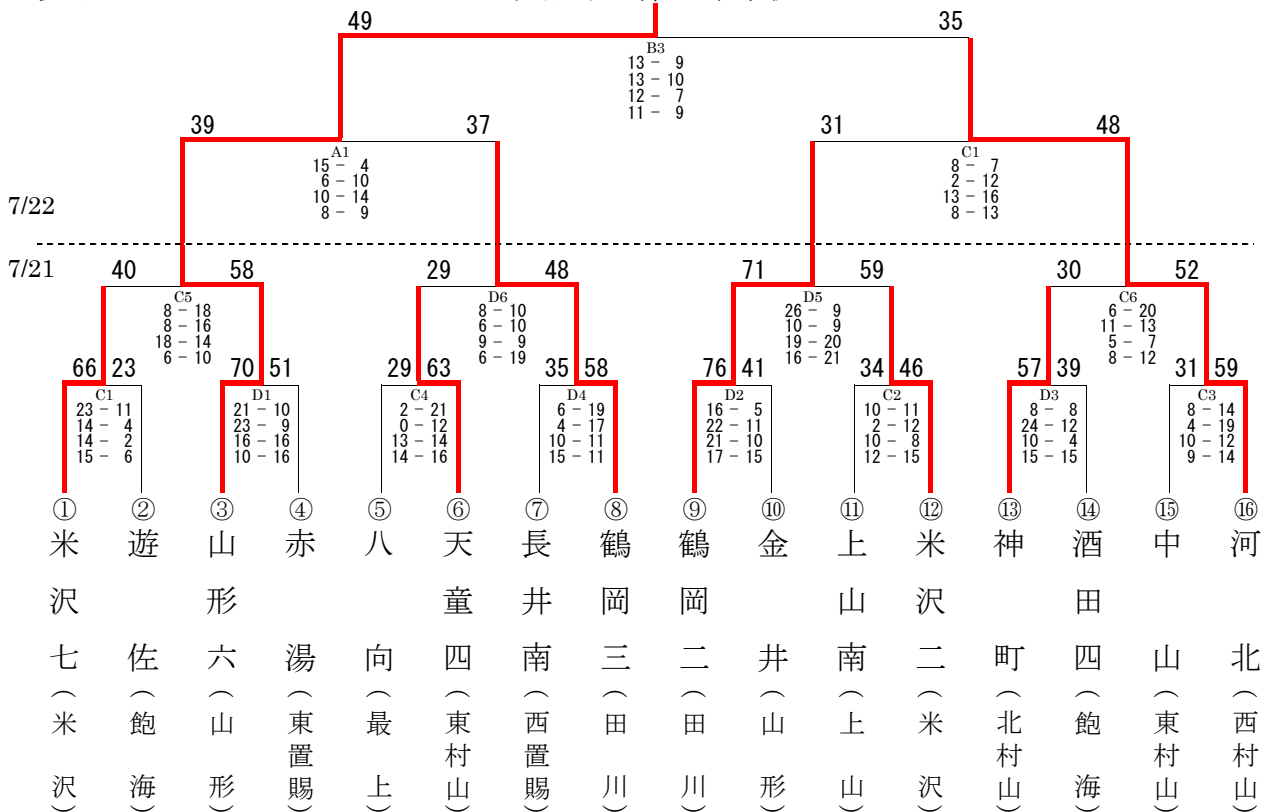 49 35
B3
13 - 9
13 - 10
12 - 7
11 - 9
39 37 31 48
A1 C1
15 - 4 8 - 7
6 - 10 2 - 12
10 - 14 13 - 16
8 - 9 8 - 13
7/22
7/21
40 58 29 48 71 59 30 52
C5 D6 D5 C6
8 - 18 8 - 10 26 - 9 6 - 20
8 - 16 6 - 10 10 - 9 11 - 13
18 - 14 9 - 9 19 - 20 5 - 7
6 - 10 6 - 19 16 - 21 8 - 12
66 23 70 51 29 63 35 58 76 41 34 46 57 39 31 59
C1 D1 C4 D4 D2 C2 D3 C3
23 - 11 21 - 10 2 - 21 6 - 19 16 - 5 10 - 11 8 - 8 8 - 14
14 - 4 23 - 9 0 - 12 4 - 17 22 - 11 2 - 12 24 - 12 4 - 19
14 - 2 16 - 16 13 - 14 10 - 11 21 - 10 10 - 8 10 - 4 10 - 12
15 - 6 10 - 16 14 - 16 15 - 11 17 - 15 12 - 15 15 - 15 9 - 14
① ② ③ ④ ⑤ ⑥ ⑦ ⑧ ⑨ ⑩ ⑪ ⑫ ⑬ ⑭ ⑮ ⑯
米沢七(米沢)
遊佐(飽海)
山形六(山形)
赤湯(東置賜)
八向(最上)
天童四(東村山)
長井南(西置賜)
鶴岡三(田川)
鶴岡二(田川)
金井(山形)
上山南(上山)
米沢二(米沢)
神町(北村山)
酒田四(飽海)
中山(東村山)
河北(西村山)